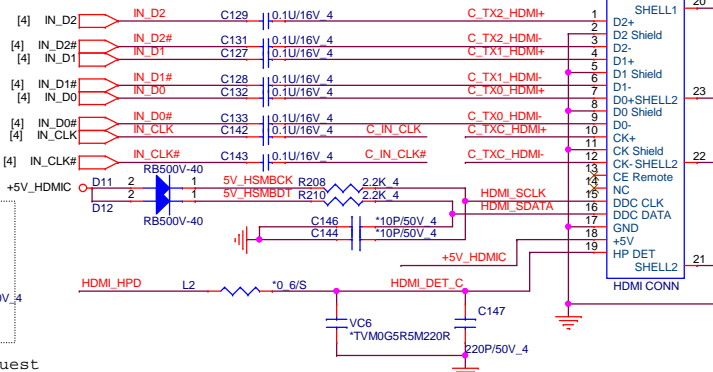 SHELL1 20
[4] IN_D2 IN_D2 C129 0.1U/16V_4 C_TX2_HDMI+ 1 D2+
2 D2 Shield
[4] IN_D2# IN_D2# C131 0.1U/16V_4 C_TX2_HDMI- 3 D2-
[4] IN_D1 IN_D1 C127 0.1U/16V_4 C_TX1_HDMI+ 4 D1+
5 D1 Shield
[4] IN_D1# IN_D1# C128 0.1U/16V_4 C_TX1_HDMI- 6 D1-
[4] IN_D0 IN_D0 C132 0.1U/16V_4 C_TX0_HDMI+ 7 D0+SHELL2 23
8 D0 Shield
[4] IN_D0# IN_D0# C133 0.1U/16V_4 C_TX0_HDMI- 9 D0-
[4] IN_CLK IN_CLK C142 0.1U/16V_4 C_IN_CLK C_TXC_HDMI+ 10 CK+
11 CK Shield
[4] IN_CLK# IN_CLK# C143 0.1U/16V_4 C_IN_CLK# C_TXC_HDMI- 12 CK-SHELL2 22
13 CE Remote
RB500V-40
+5V_HDMIC D11 2 1 5V_HSMBCK R208 2.2K_4 14 NC
D12 2 1 5V_HSMBDT R210 2.2K_4 HDMI_SCLK 15 DDC CLK
RB500V-40
HDMI_SDATA 16 DDC DATA
C146 *10P/50V_4 17 GND
C144 *10P/50V_4 18 +5V
+5V_HDMIC 19 HP DET
SHELL2 21
HDMI CONN
HDMI_HPD L2 *0_6/S HDMI_DET_C
0V_4
C147
VC6
*TVM0G5R5M220R
220P/50V_4
uest